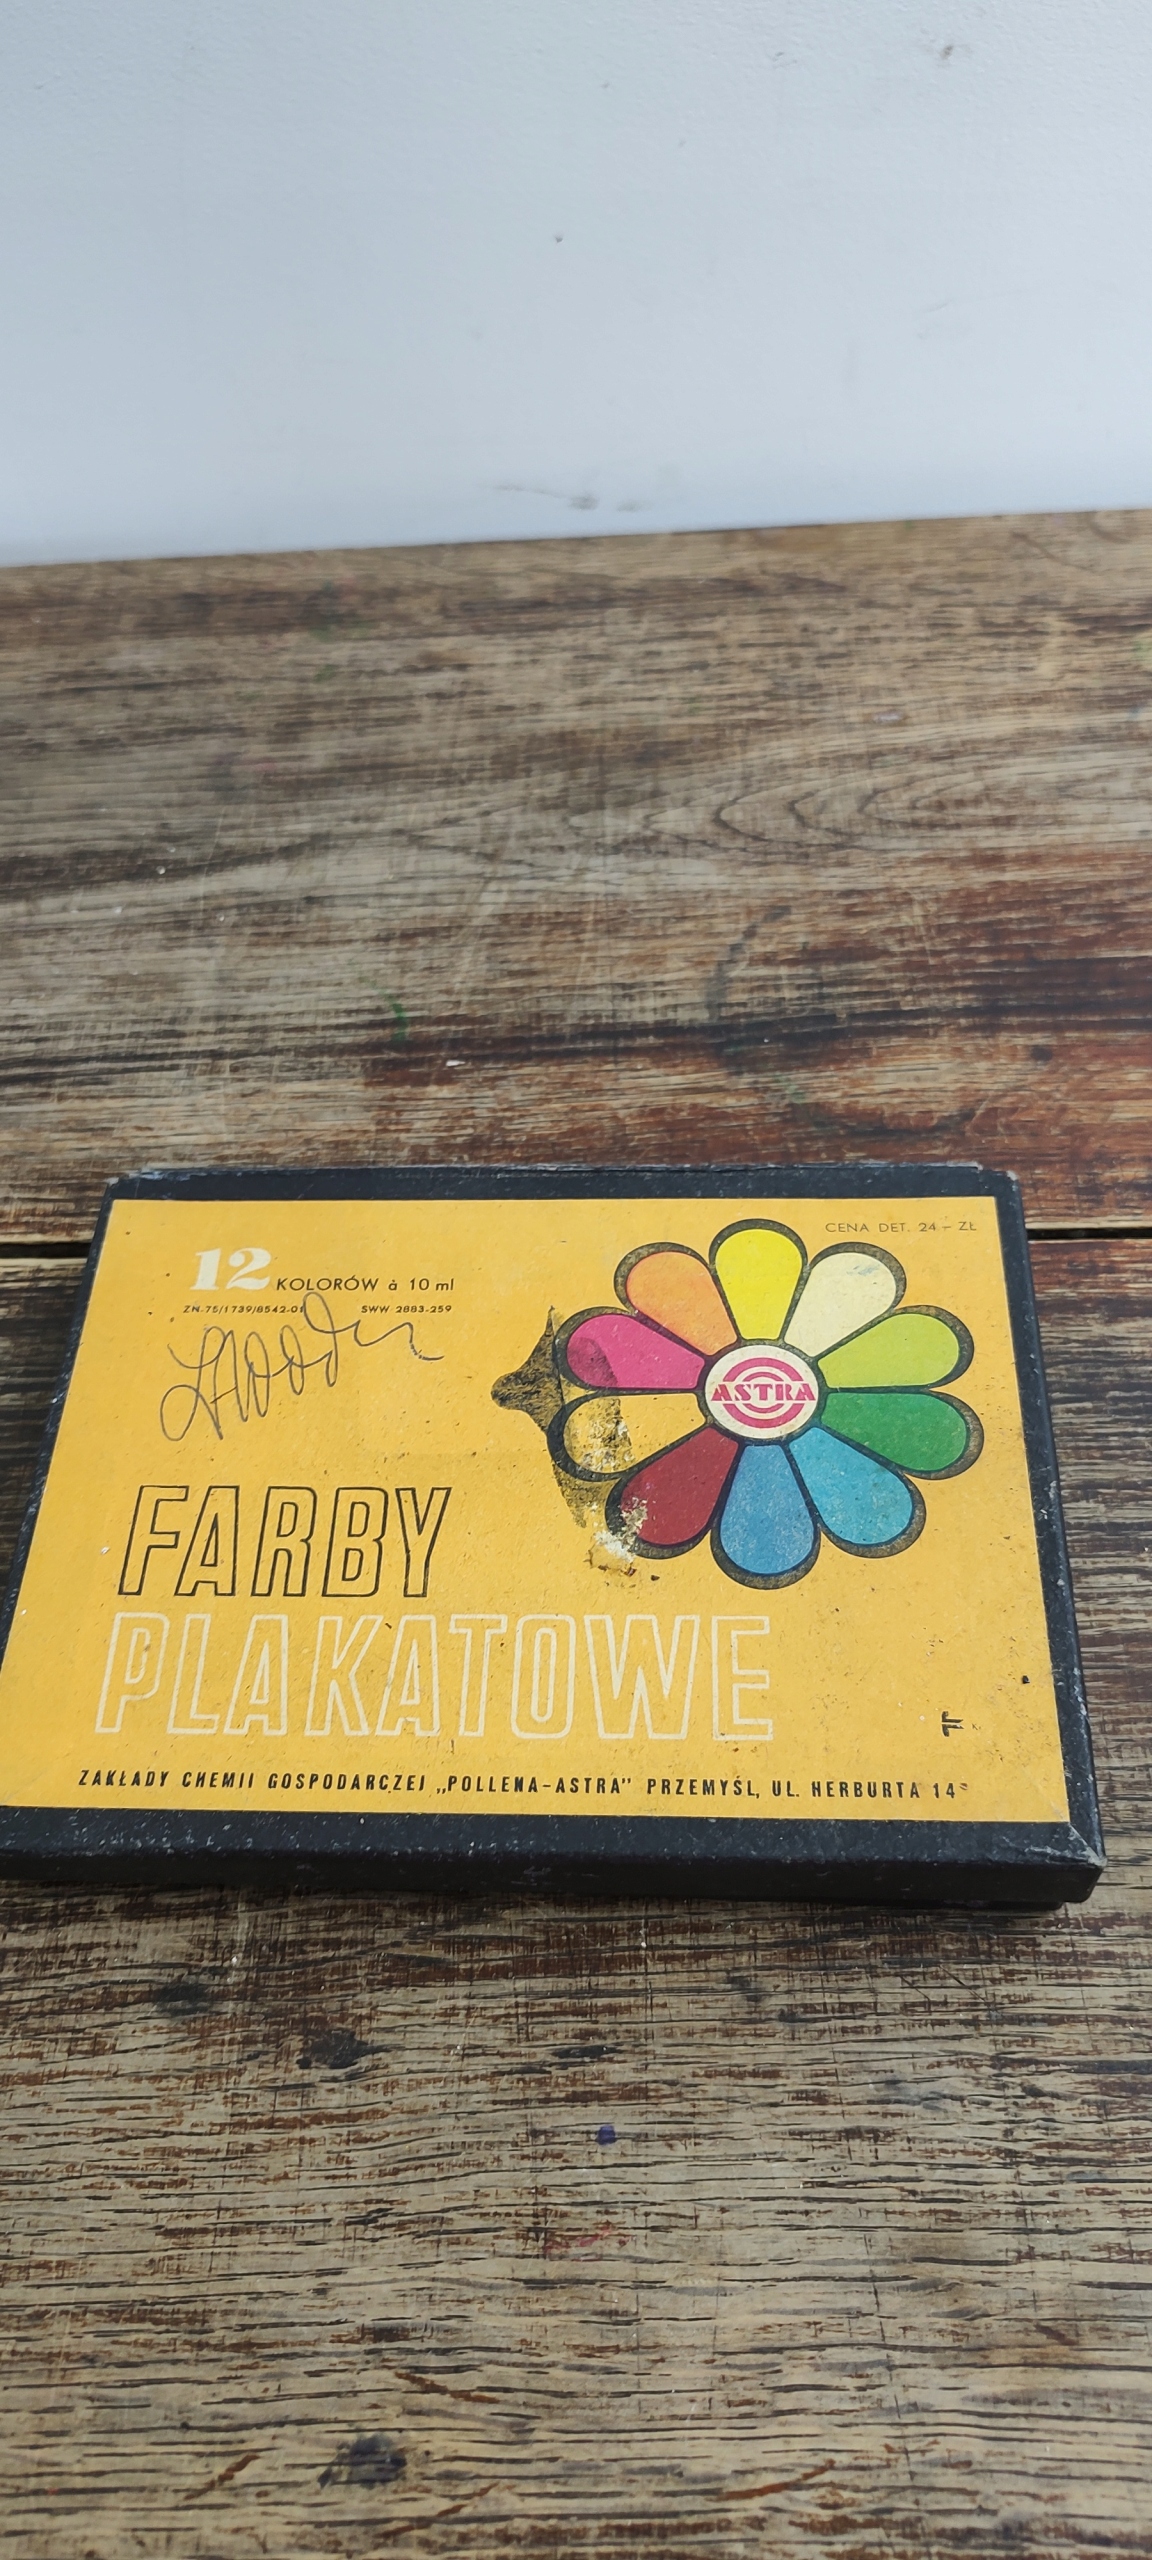 CENA DET. 24 – ZŁ
12 KOLORÓW à 10 ml
ZN-75/1739/8542-01 SWW 2883-259
ASTRA
FARBY
PLAKATOWE
ZAKŁADY CHEMII GOSPODARCZEJ „POLLENA-ASTRA" PRZEMYŚL, UL. HERBURTA 14